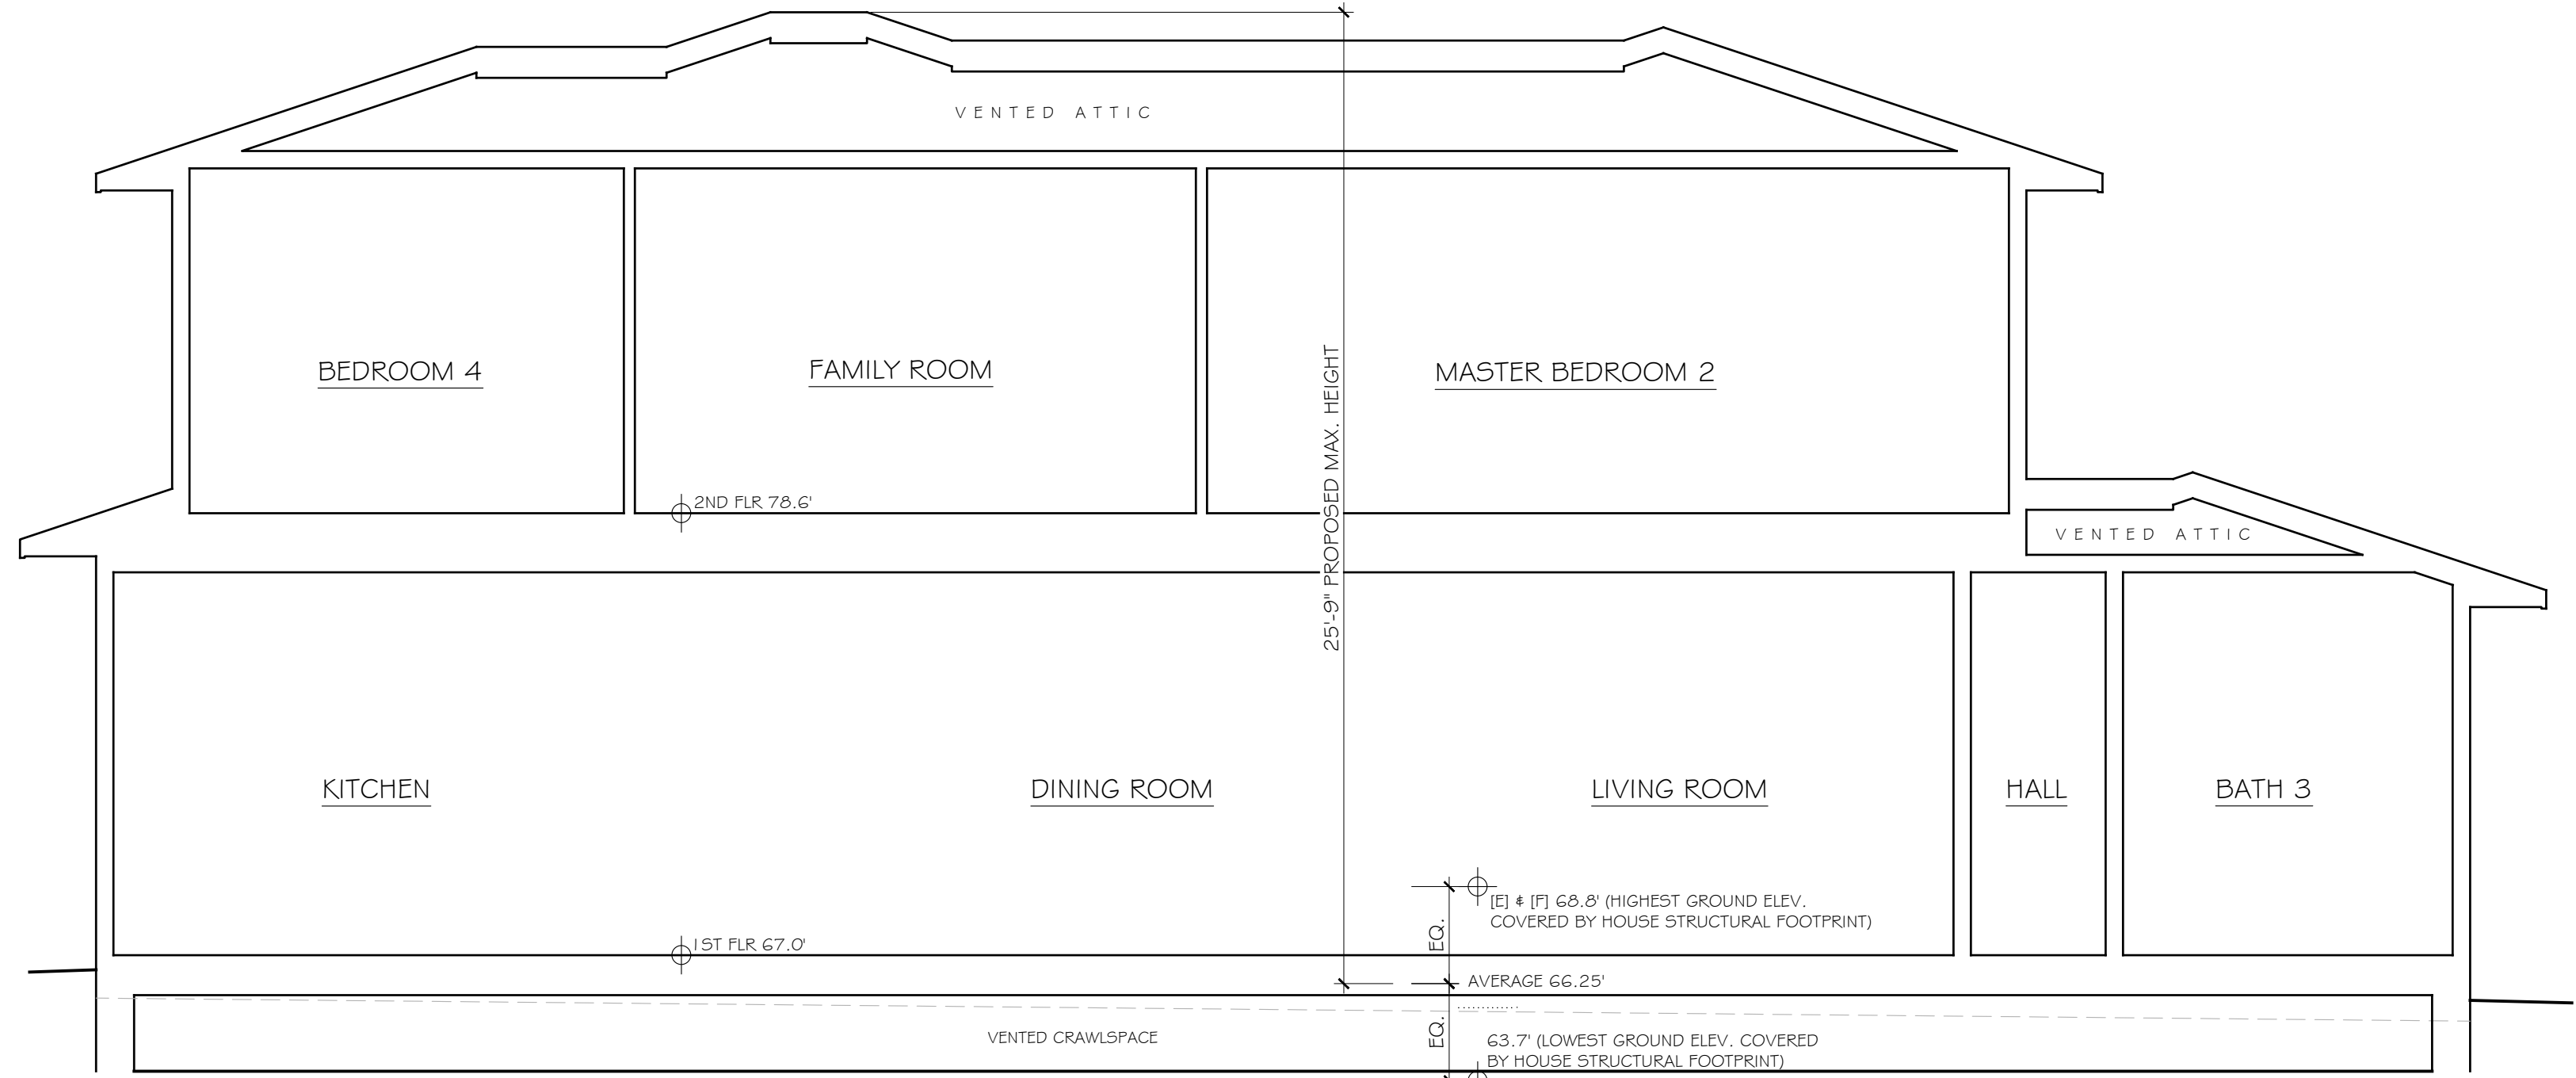 VENTED ATTIC
BEDROOM 4
FAMILY ROOM
MASTER BEDROOM 2
25'-9" PROPOSED MAX. HEIGHT
2ND FLR 78.6'
VENTED ATTIC
KITCHEN
DINING ROOM
LIVING ROOM
HALL
BATH 3
[E] & [F] 68.8' (HIGHEST GROUND ELEV.
COVERED BY HOUSE STRUCTURAL FOOTPRINT)
EQ.
1ST FLR 67.0'
AVERAGE 66.25'
EQ.
VENTED CRAWLSPACE
63.7' (LOWEST GROUND ELEV. COVERED
BY HOUSE STRUCTURAL FOOTPRINT)